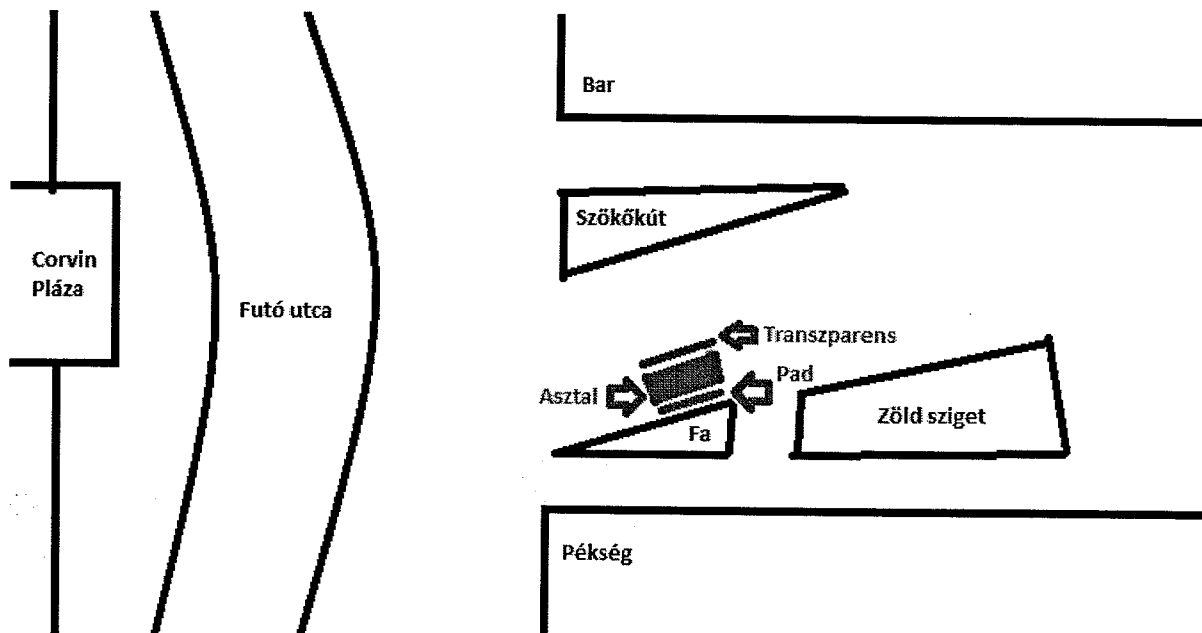 Bar
Szökőkút
Corvin
Pláza
Futó utca
Transzparens
Pad
Asztal
Fa
Zöld sziget
Pékség